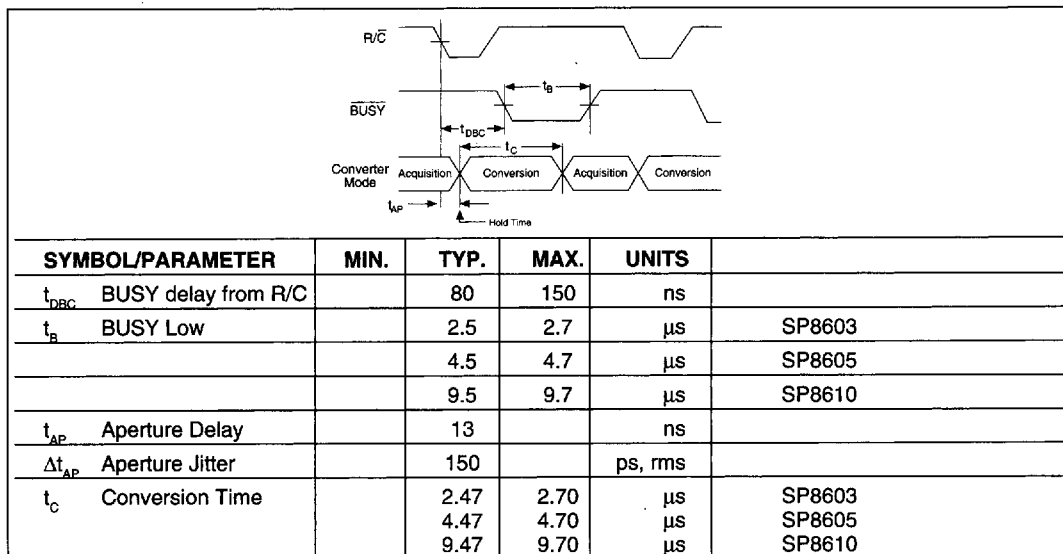 R/C̅
t_B
B̅U̅S̅Y̅
t_DBC
t_C
Converter Mode
Acquisition Conversion Acquisition Conversion
t_AP
Hold Time
SYMBOL/PARAMETER MIN. TYP. MAX. UNITS
t_DBC BUSY delay from R/C 80 150 ns
t_B BUSY Low 2.5 2.7 µs SP8603
4.5 4.7 µs SP8605
9.5 9.7 µs SP8610
t_AP Aperture Delay 13 ns
Δt_AP Aperture Jitter 150 ps, rms
t_C Conversion Time 2.47 2.70 µs SP8603
4.47 4.70 µs SP8605
9.47 9.70 µs SP8610